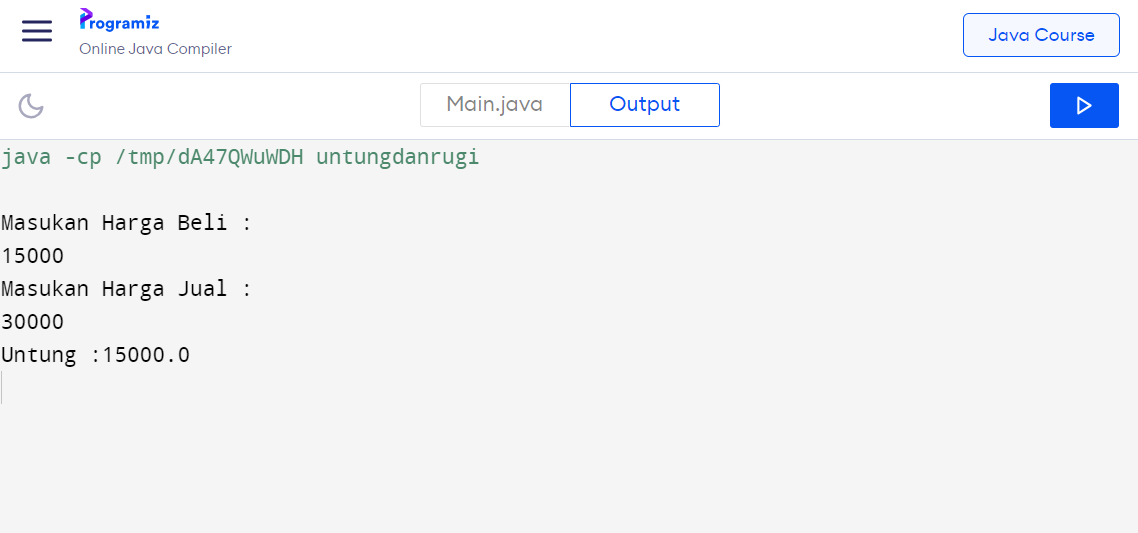 Programiz
Online Java Compiler
Java Course
Main.java
Output
java -cp /tmp/dA47QWuWDH untungdanrugi
Masukan Harga Beli :
15000
Masukan Harga Jual :
30000
Untung :15000.0